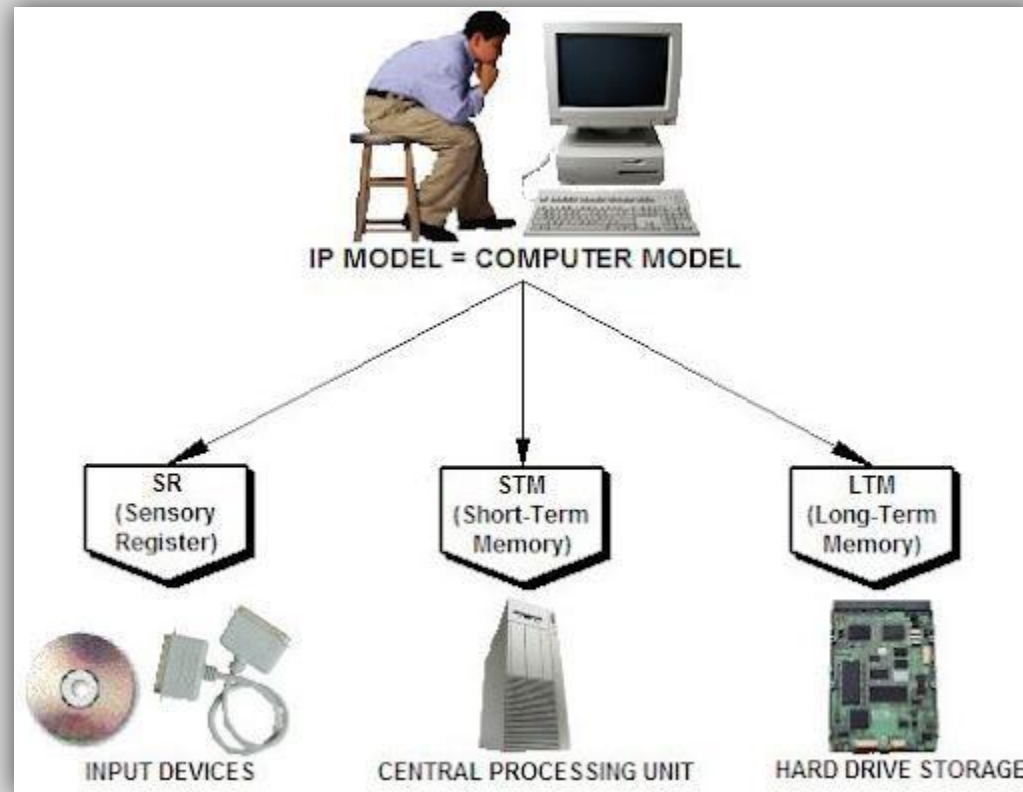 IP MODEL = COMPUTER MODEL
SR
(Sensory
Register)
STM
(Short-Term
Memory)
LTM
(Long-Term
Memory)
INPUT DEVICES
CENTRAL PROCESSING UNIT
HARD DRIVE STORAGE